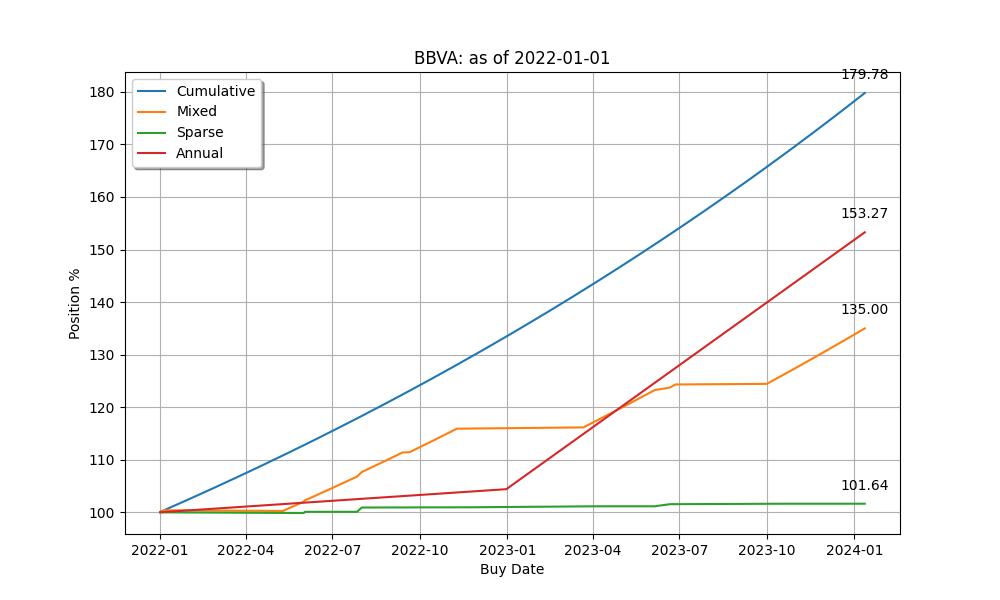 BBVA: as of 2022-01-01
179.78
180
Cumulative
Mixed
Sparse
Annual
170
160
153.27
150
140
135.00
130
120
110
101.64
100
Position %
2022-01 2022-04 2022-07 2022-10 2023-01 2023-04 2023-07 2023-10 2024-01
Buy Date